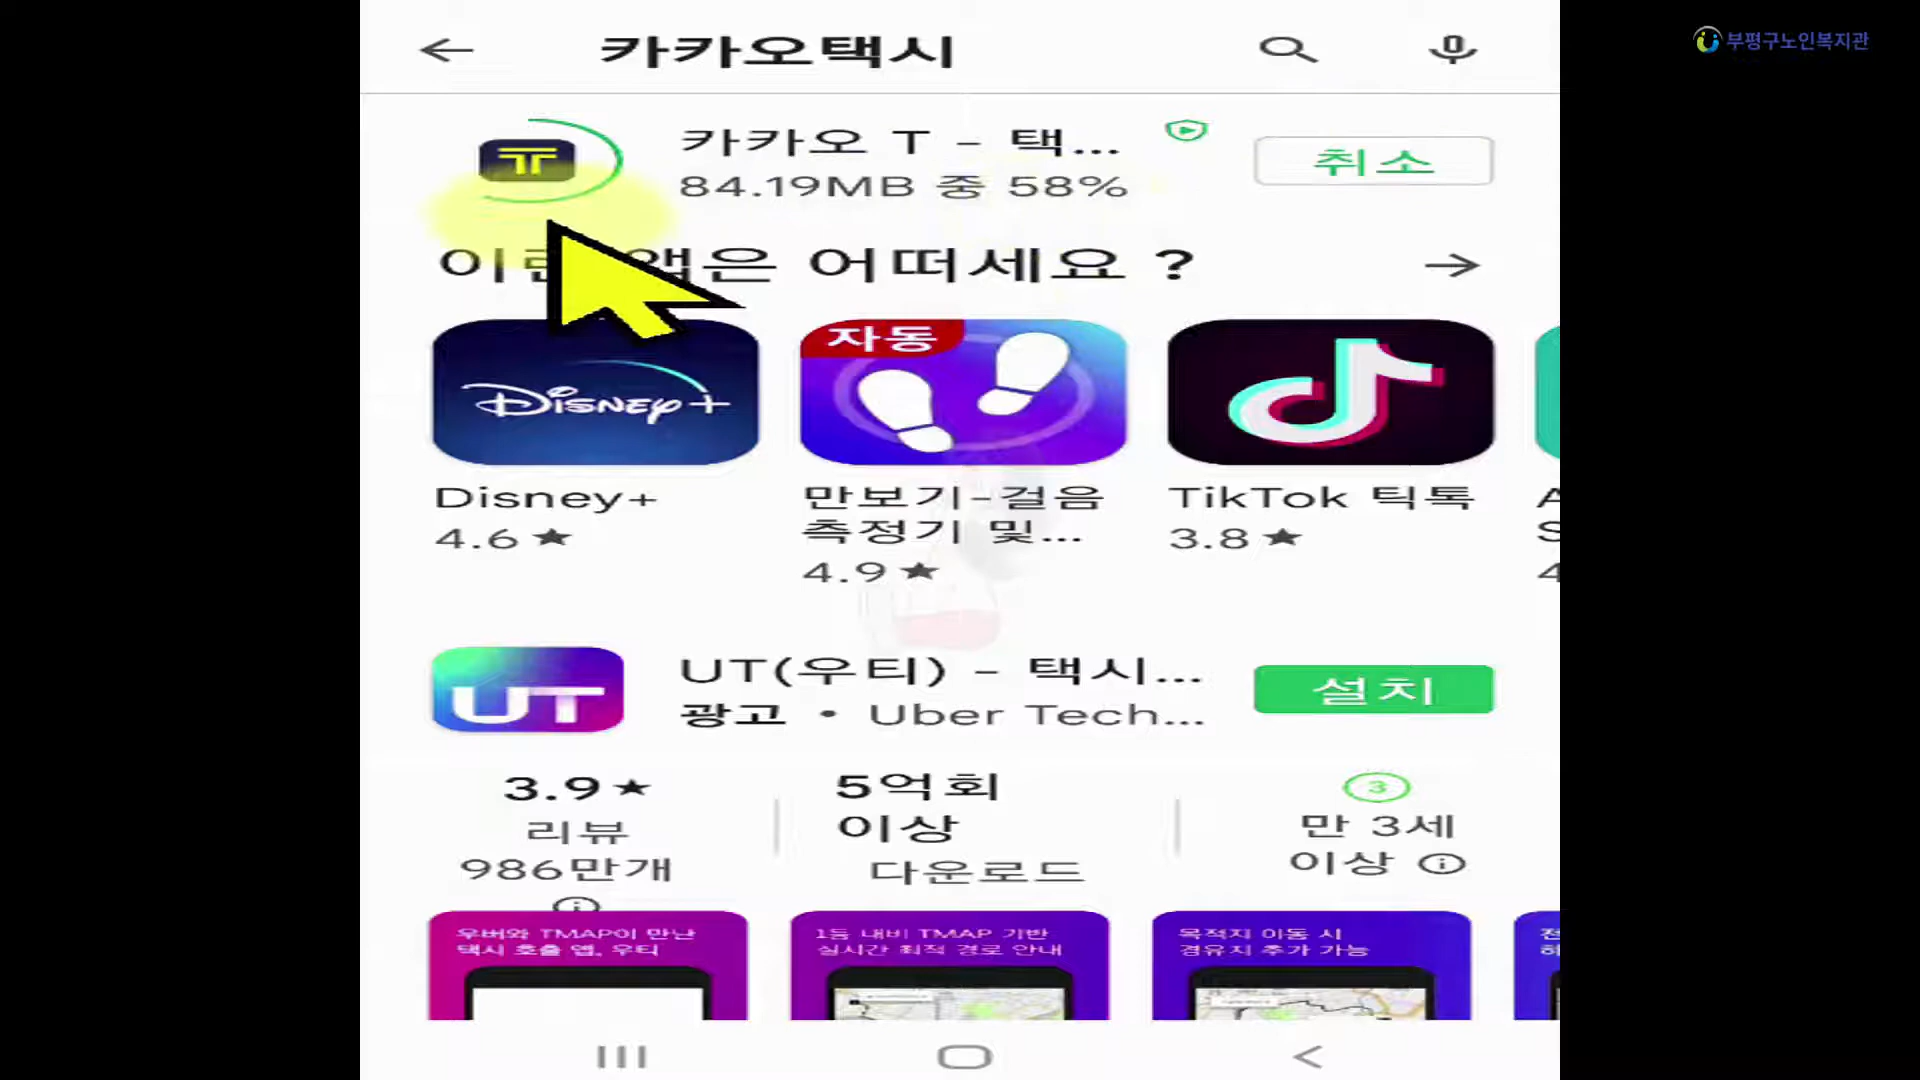 카카오택시
부평구노인복지관
카카오 T - 택...
84.19MB 중 58%
취소
앱은 어떠세요 ?
자동
Disney+
Disney+
4.6 ★
만보기-걸음
측정기 및...
4.9 ★
TikTok 틱톡
3.8 ★
UT
UT(우티) - 택시...
광고 • Uber Tech...
설치
3.9 ★
리뷰
986만개
5억회
이상
다운로드
3
만 3세
이상
우버와 TMAP이 만난
택시 호출 앱, 우티
1등 내비 TMAP 기반
실시간 최적 경로 안내
목적지 이동 시
경유지 추가 가능